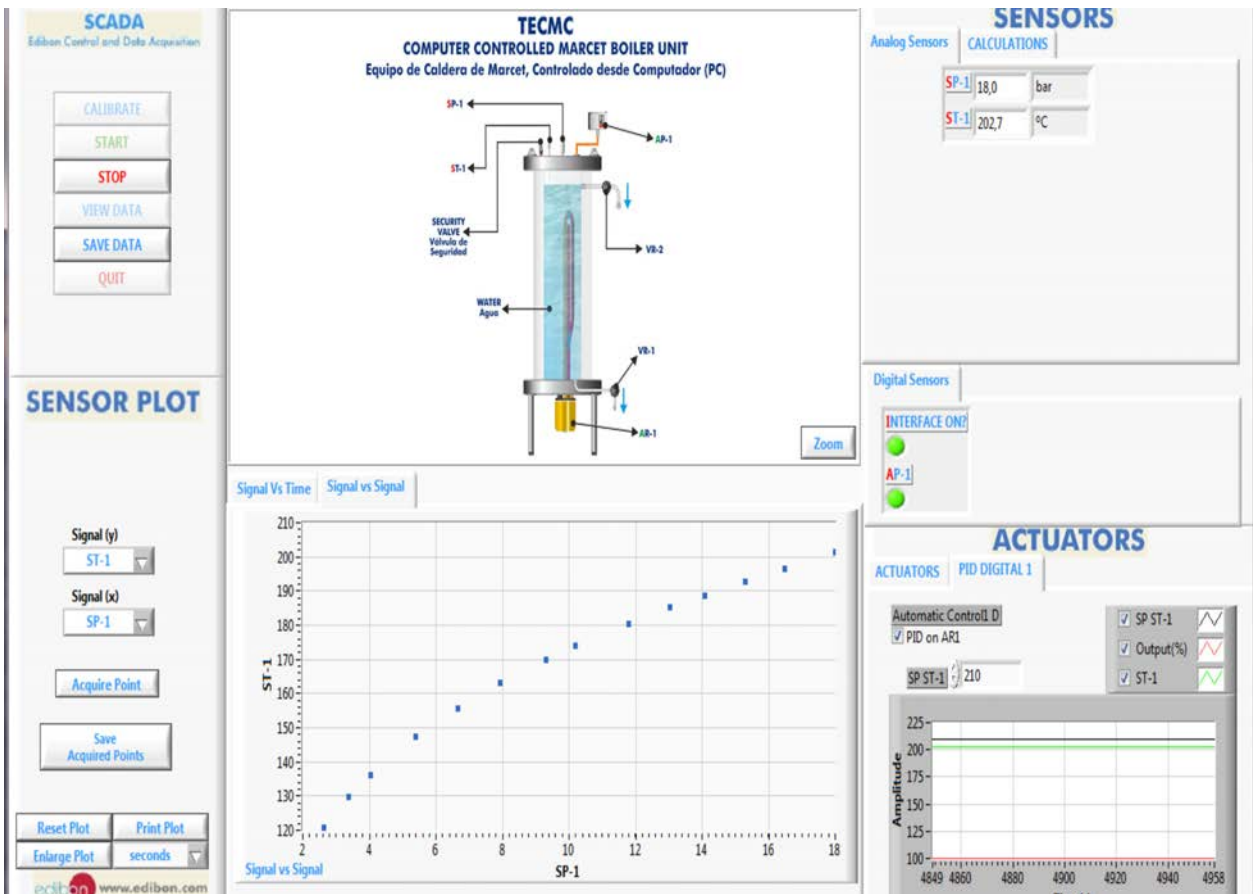 SCADA
Edibon Control and Data Acquisition
CALIBRATE
START
STOP
VIEW DATA
SAVE DATA
QUIT
SENSOR PLOT
Signal (y)
ST-1
Signal (x)
SP-1
Acquire Point
Save
Acquired Points
Reset Plot
Print Plot
Enlarge Plot
seconds
edibon www.edibon.com
TECMC
COMPUTER CONTROLLED MARCET BOILER UNIT
Equipo de Caldera de Marcet, Controlado desde Computador (PC)
SP-1
AP-1
ST-1
SECURITY
VALVE
Válvula de
Seguridad
VR-2
WATER
Agua
VR-1
AR-1
Zoom
Signal Vs Time
Signal vs Signal
210
200
190
180
170
160
150
140
130
120
ST-1
2 4 6 8 10 12 14 16 18
SP-1
Signal vs Signal
SENSORS
Analog Sensors
CALCULATIONS
SP-1 18,0 bar
ST-1 202,7 ºC
Digital Sensors
INTERFACE ON?
AP-1
ACTUATORS
ACTUATORS
PID DIGITAL 1
Automatic Control1 D
PID on AR1
SP ST-1 210
SP ST-1
Output(%)
ST-1
225
200
175
150
125
100
Amplitude
4849 4860 4880 4900 4920 4940 4958